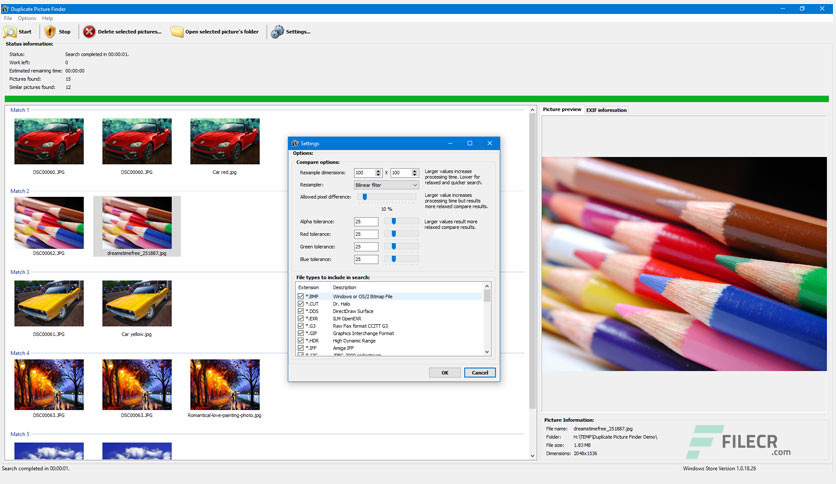 Duplicate Picture Finder
File Options Help
Start Stop Delete selected pictures... Open selected picture's folder Settings...
Status information:
Status: Search completed in 00:00:01.
Work left: 0
Estimated remaining time: 00:00:00
Pictures found: 15
Similar pictures found: 12
Match 1
DSC00060.JPG DSC00060.JPG Car red.jpg
Match 2
DSC00062.JPG dreamstimefree_251887.jpg
Match 3
DSC00061.JPG Car yellow.jpg
Match 4
DSC00063.JPG DSC00063.JPG Romantical-love-painting-photo.jpg
Match 5
Settings
Options:
Compare options:
Resample dimensions: 100 X 100
Larger values increase
processing time. Lower for
relaxed and quicker search.
Resampler: Bilinear filter
Allowed pixel difference:
10 %
Larger value increases
processing time but results
more relaxed compare results.
Alpha tolerance: 25
Larger values result more
relaxed compare result.
Red tolerance: 25
Green tolerance: 25
Blue tolerance: 25
File types to include in search:
Extension Description
*.BMP Windows or OS/2 Bitmap File
*.CUT Dr. Halo
*.DDS DirectDraw Surface
*.EXR ILM OpenEXR
*.G3 Raw Fax format CCITT G3
*.GIF Graphics Interchange Format
*.HDR High Dynamic Range
*.IFF Amiga IFF
OK Cancel
Picture preview EXIF information
Picture Information:
File name: dreamstimefree_251887.jpg
Folder: H:\TEMP\Duplicate Picture Finder Demo\
File size: 1.83 MB
Dimensions: 2048x1536
FILECR
.com
Search completed in 00:00:01.
Windows Store Version 1.0.18.26